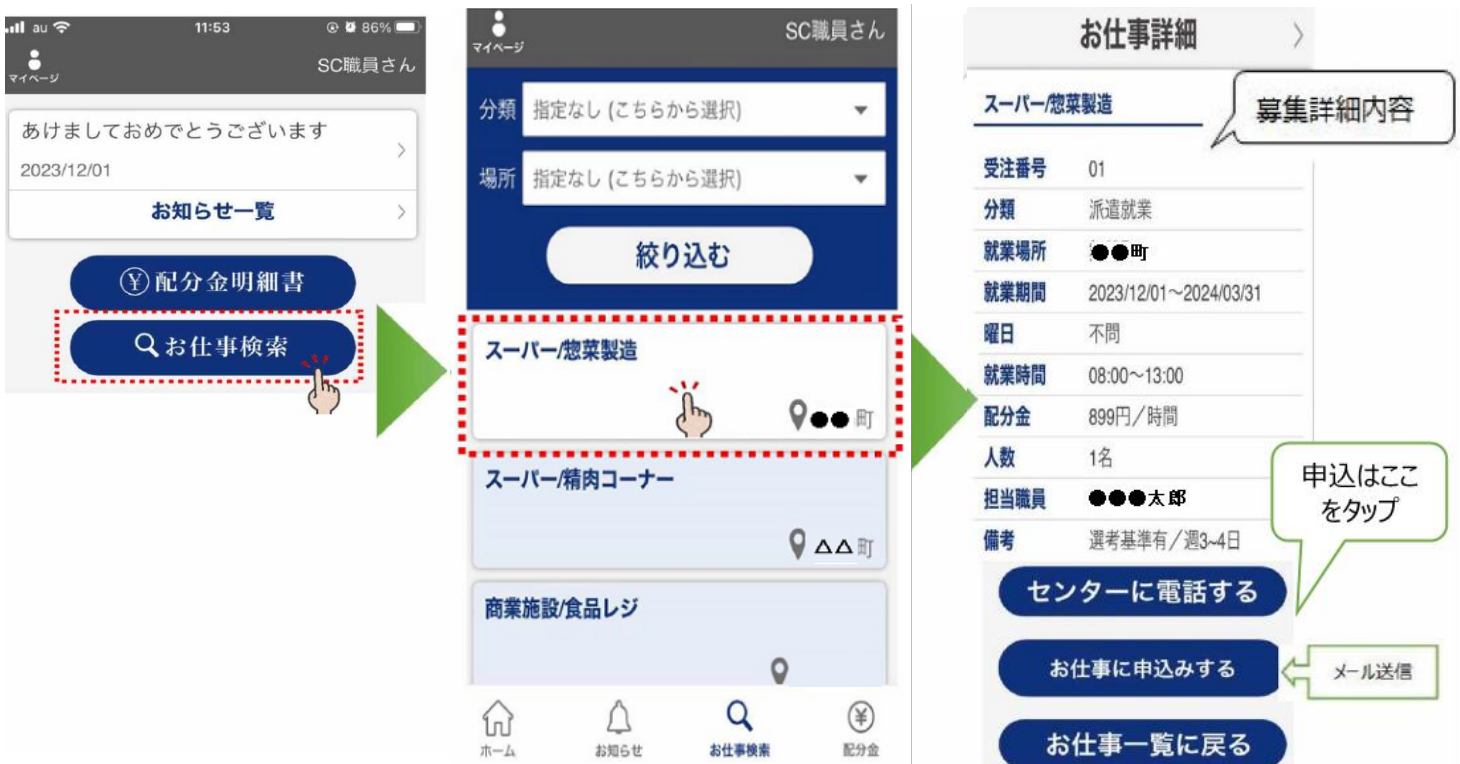 au 11:53 86%
マイページ
SC職員さん
あけましておめでとうございます
2023/12/01
お知らせ一覧
¥配分金明細書
お仕事検索
マイページ
SC職員さん
分類 指定なし (こちらから選択)
場所 指定なし (こちらから選択)
絞り込む
スーパー/惣菜製造
●●町
スーパー/精肉コーナー
△△町
商業施設/食品レジ
ホーム お知らせ お仕事検索 配分金
お仕事詳細
スーパー/惣菜製造
募集詳細内容
受注番号 01
分類 派遣就業
就業場所 ●●町
就業期間 2023/12/01～2024/03/31
曜日 不問
就業時間 08:00～13:00
配分金 899円/時間
人数 1名
担当職員 ●●●太郎
備考 選考基準有/週3~4日
申込はここ
をタップ
センターに電話する
お仕事に申込みする
メール送信
お仕事一覧に戻る